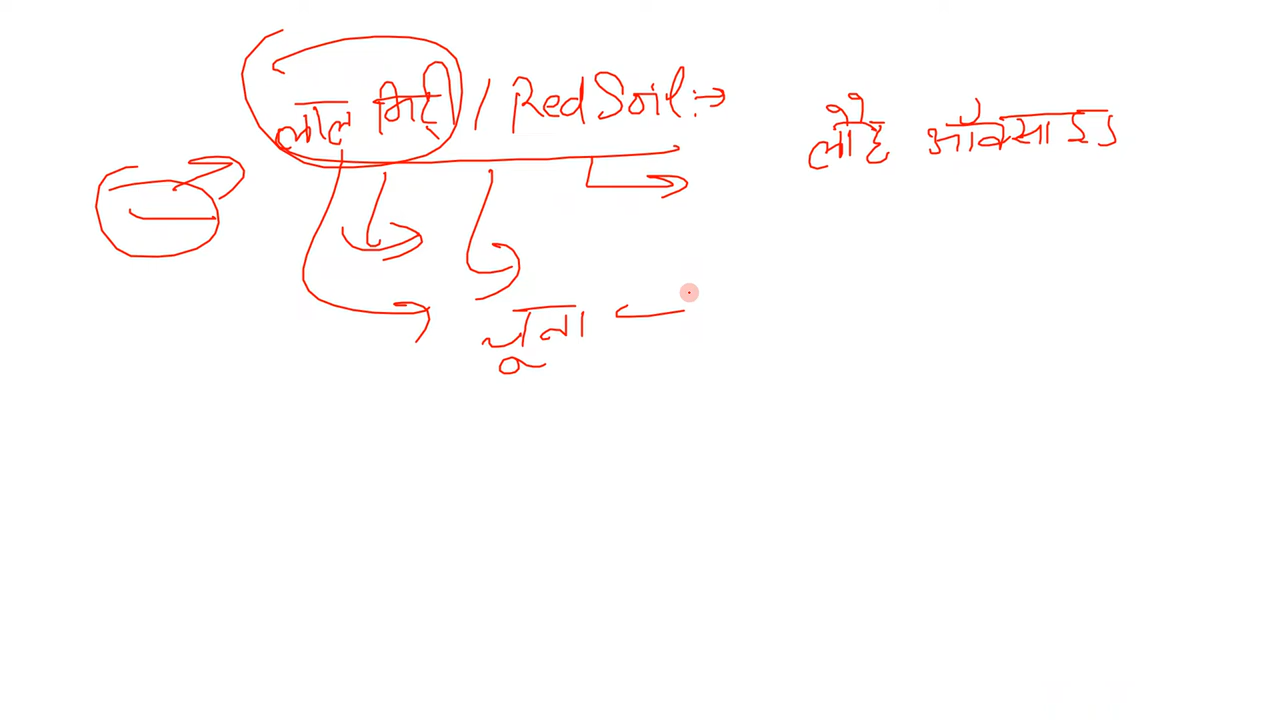 लाल मिट्टी / Red Soil :→
लौह ऑक्साइड
चूना